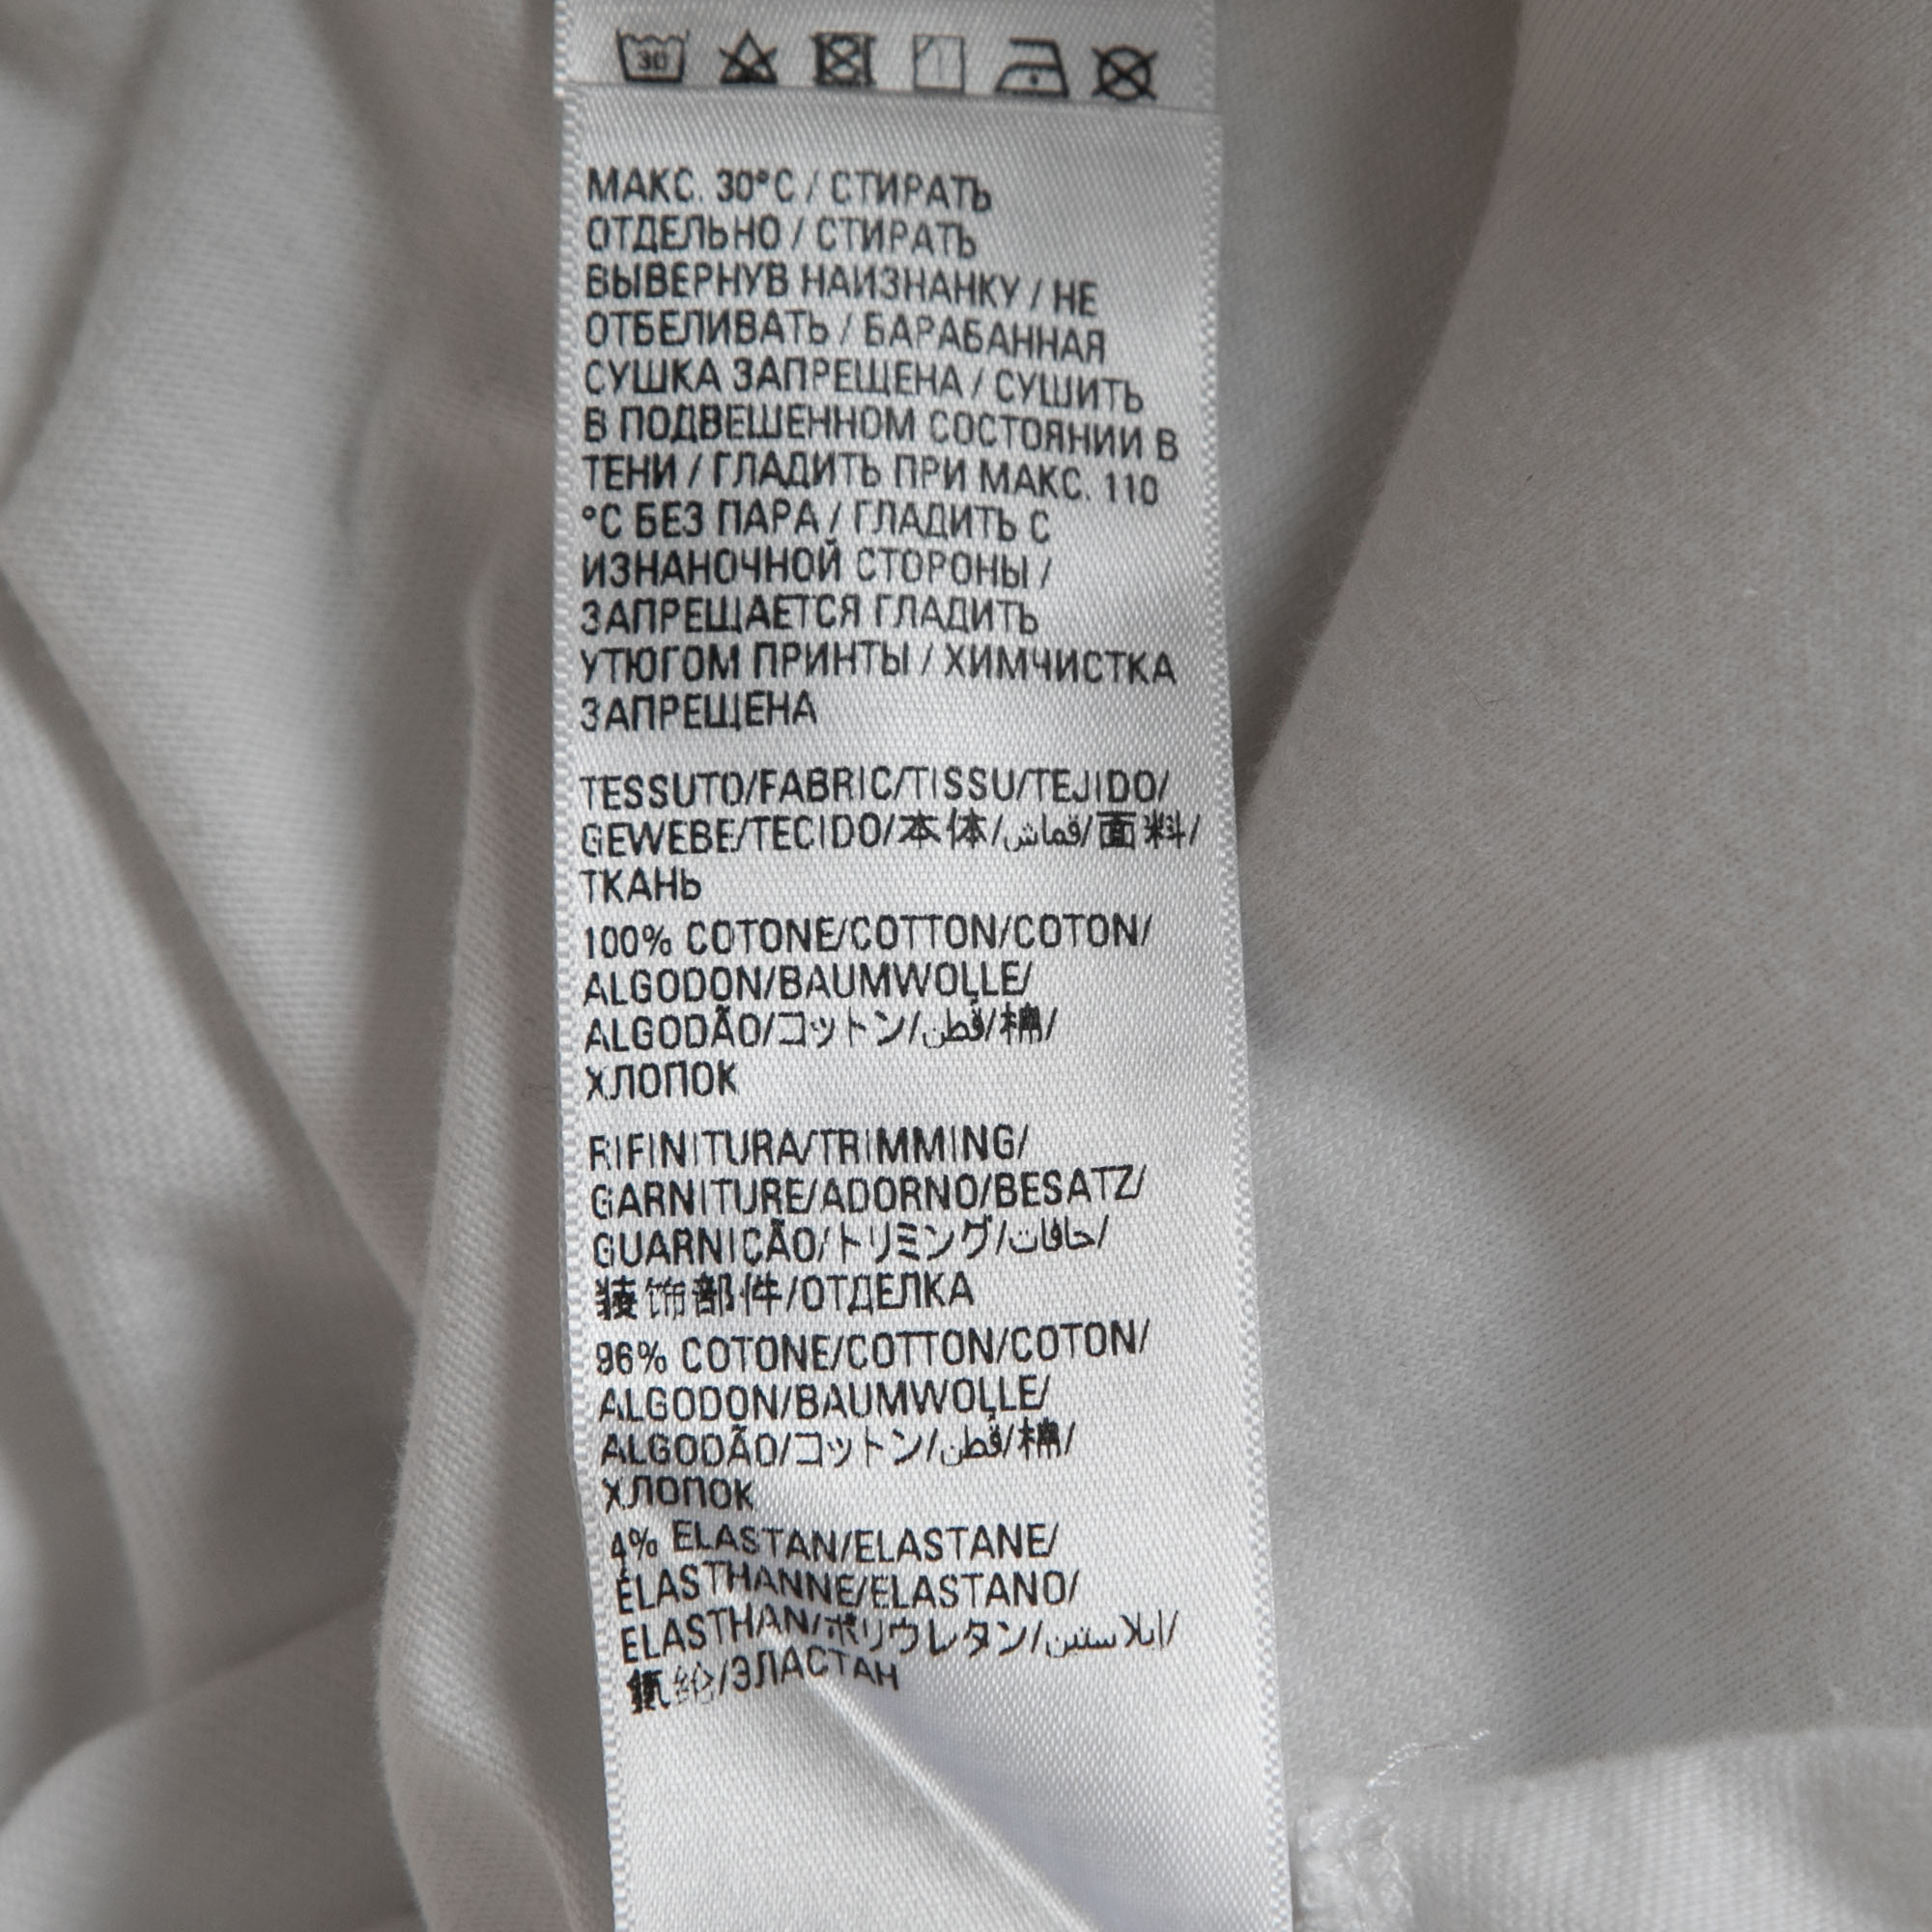 30
МАКС. 30°C / СТИРАТЬ
ОТДЕЛЬНО / СТИРАТЬ
ВЫВЕРНУВ НАИЗНАНКУ / НЕ
ОТБЕЛИВАТЬ / БАРАБАННАЯ
СУШКА ЗАПРЕЩЕНА / СУШИТЬ
В ПОДВЕШЕННОМ СОСТОЯНИИ В
ТЕНИ / ГЛАДИТЬ ПРИ МАКС. 110
°C БЕЗ ПАРА / ГЛАДИТЬ С
ИЗНАНОЧНОЙ СТОРОНЫ /
ЗАПРЕЩАЕТСЯ ГЛАДИТЬ
УТЮГОМ ПРИНТЫ / ХИМЧИСТКА
ЗАПРЕЩЕНА
TESSUTO/FABRIC/TISSU/TEJIDO/
GEWEBE/TECIDO/本体/قماش/面料/
ТКАНЬ
100% COTONE/COTTON/COTON/
ALGODON/BAUMWOLLE/
ALGODÃO/コットン/قطن/棉/
ХЛОПОК
RIFINITURA/TRIMMING/
GARNITURE/ADORNO/BESATZ/
GUARNIÇÃO/トリミング/حافات/
装饰部件/ОТДЕЛКА
96% COTONE/COTTON/COTON/
ALGODON/BAUMWOLLE/
ALGODÃO/コットン/قطن/棉/
ХЛОПОК
4% ELASTAN/ELASTANE/
ÉLASTHANNE/ELASTANO/
ELASTHAN/ポリウレタン/ايلاستين/
氨纶/ЭЛАСТАН